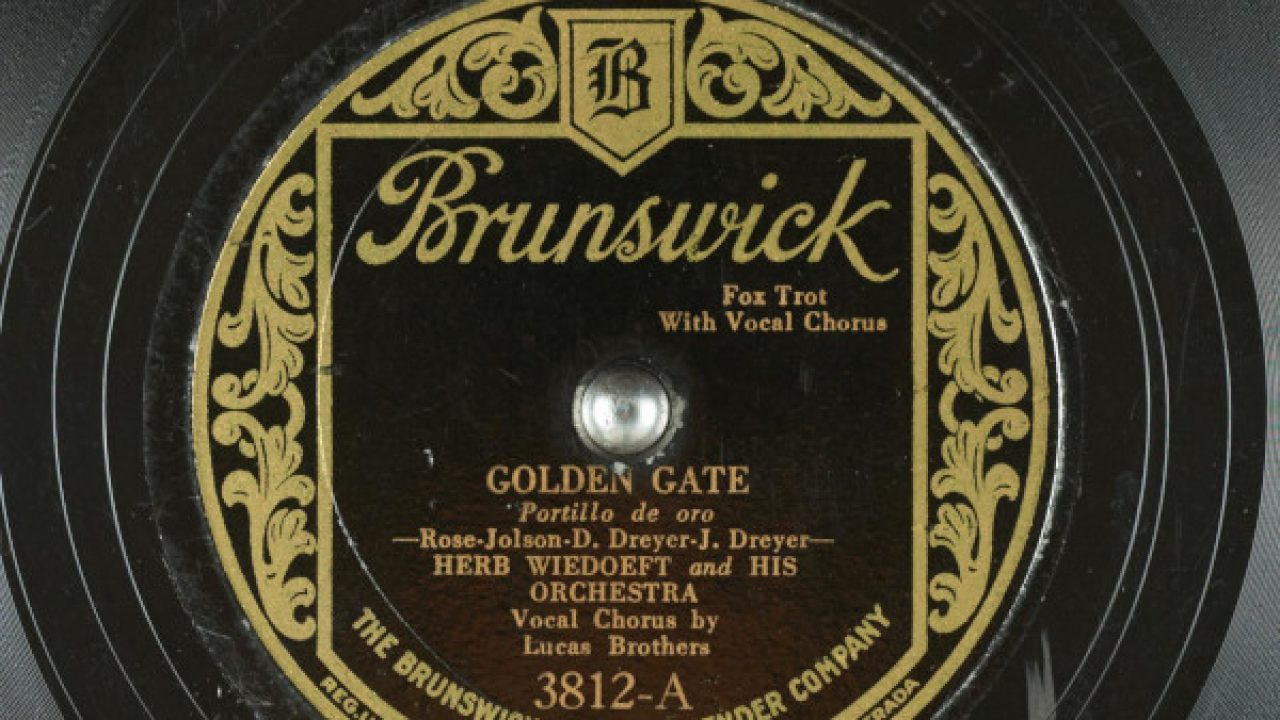 B
Brunswick
Fox Trot
With Vocal Chorus
GOLDEN GATE
Portillo de oro
—Rose-Jolson-D. Dreyer-J. Dreyer—
HERB WIEDOEFT and HIS
ORCHESTRA
Vocal Chorus by
Lucas Brothers
3812-A
THE BRUNSWICK COMPANY
REG.